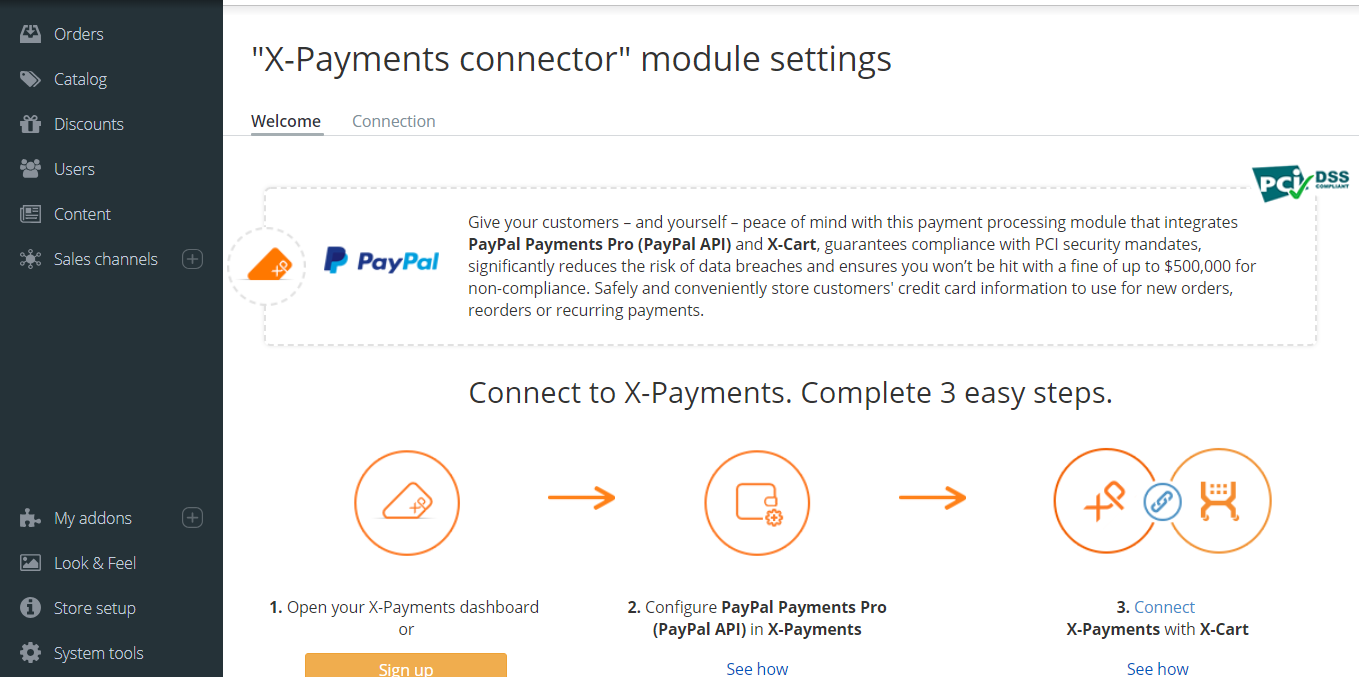 Orders
Catalog
Discounts
Users
Content
Sales channels
My addons
Look & Feel
Store setup
System tools
"X-Payments connector" module settings
Welcome Connection
PCI DSS
COMPLIANT
PayPal
Give your customers – and yourself – peace of mind with this payment processing module that integrates
PayPal Payments Pro (PayPal API) and X-Cart, guarantees compliance with PCI security mandates,
significantly reduces the risk of data breaches and ensures you won’t be hit with a fine of up to $500,000 for
non-compliance. Safely and conveniently store customers' credit card information to use for new orders,
reorders or recurring payments.
Connect to X-Payments. Complete 3 easy steps.
1. Open your X-Payments dashboard
or
Sign up
2. Configure PayPal Payments Pro
(PayPal API) in X-Payments
See how
3. Connect
X-Payments with X-Cart
See how